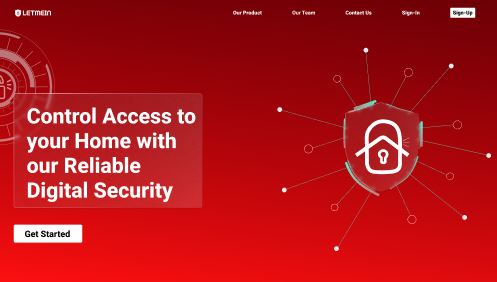 LETMEIN
Our Product
Our Team
Contact Us
Sign-In
Sign-Up
Control Access to
your Home with
our Reliable
Digital Security
Get Started